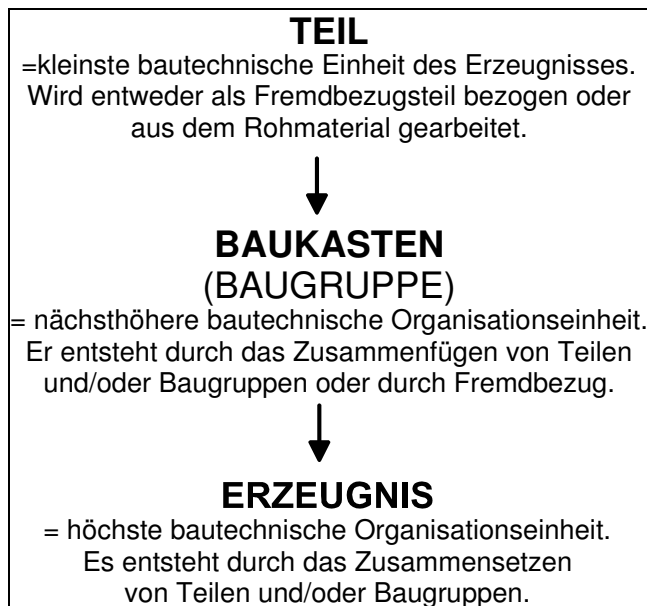 TEIL
=kleinste bautechnische Einheit des Erzeugnisses.
Wird entweder als Fremdbezugsteil bezogen oder
aus dem Rohmaterial gearbeitet.
BAUKASTEN
(BAUGRUPPE)
= nächsthöhere bautechnische Organisationseinheit.
Er entsteht durch das Zusammenfügen von Teilen
und/oder Baugruppen oder durch Fremdbezug.
ERZEUGNIS
= höchste bautechnische Organisationseinheit.
Es entsteht durch das Zusammensetzen
von Teilen und/oder Baugruppen.